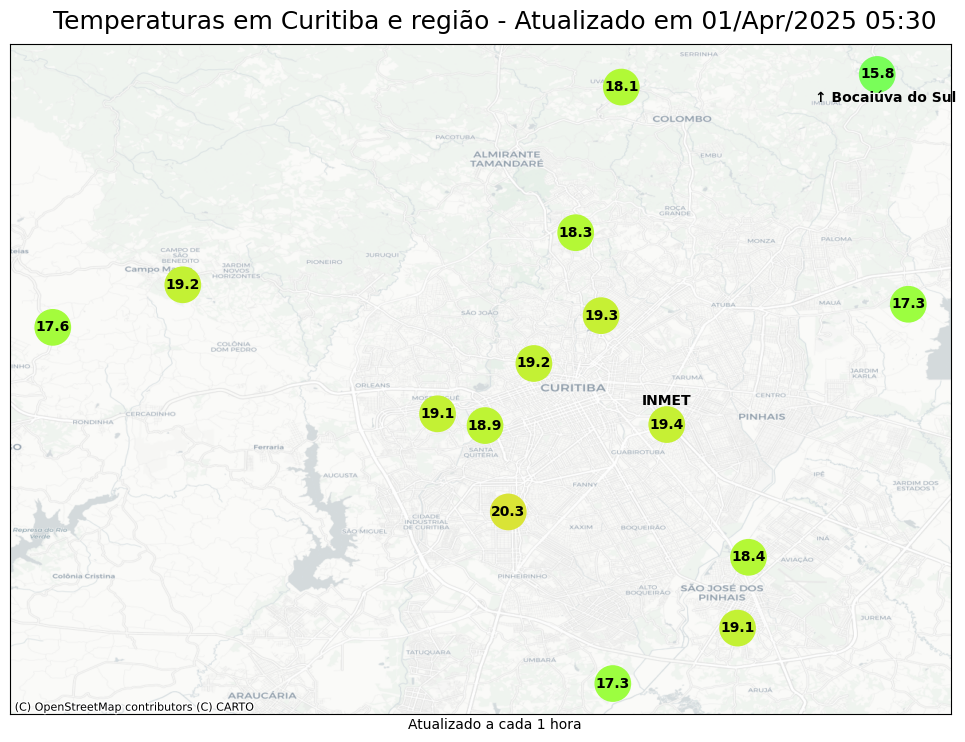 Temperaturas em Curitiba e região - Atualizado em 01/Apr/2025 05:30
SERRINHA
15.8
18.1
↑ Bocaiúva do Sul
COLOMBO
PACOTUBA
ALMIRANTE
TAMANDARÉ
EMBU
ROÇA
GRANDE
18.3
MONZA
PALOMA
CAMPO DE
SÃO
BENEDITO
JURUQUI
PIONEIRO
JARDIM
NOVOS
HORIZONTES
19.2
17.3
ATUBA
MAUÁ
SÃO JOÃO
19.3
17.6
COLÔNIA
DOM PEDRO
19.2
JARDIM
KARLA
TARUMÃ
ORLEANS
CURITIBA
CENTRO
INMET
19.1
CERCADINHO
RONDINHA
18.9
19.4
PINHAIS
Ferraria
SANTA
QUITÉRIA
GUABIROTUBA
AUGUSTA
IPÊ
FANNY
JARDIM DOS
ESTADOS I
20.3
CIDADE
INDUSTRIAL
DE CURITIBA
SÃO MIGUEL
XAXIM
BOQUEIRÃO
Represa do Rio
Verde
INÁ
18.4
AVIAÇÃO
Colônia Cristina
PINHEIRINHO
ALTO
BOQUEIRÃO
SÃO JOSÉ DOS
PINHAIS
JUREMA
19.1
TATUQUARA
UMBARÁ
17.3
ARUJÁ
ARAUCÁRIA
(C) OpenStreetMap contributors (C) CARTO
Atualizado a cada 1 hora